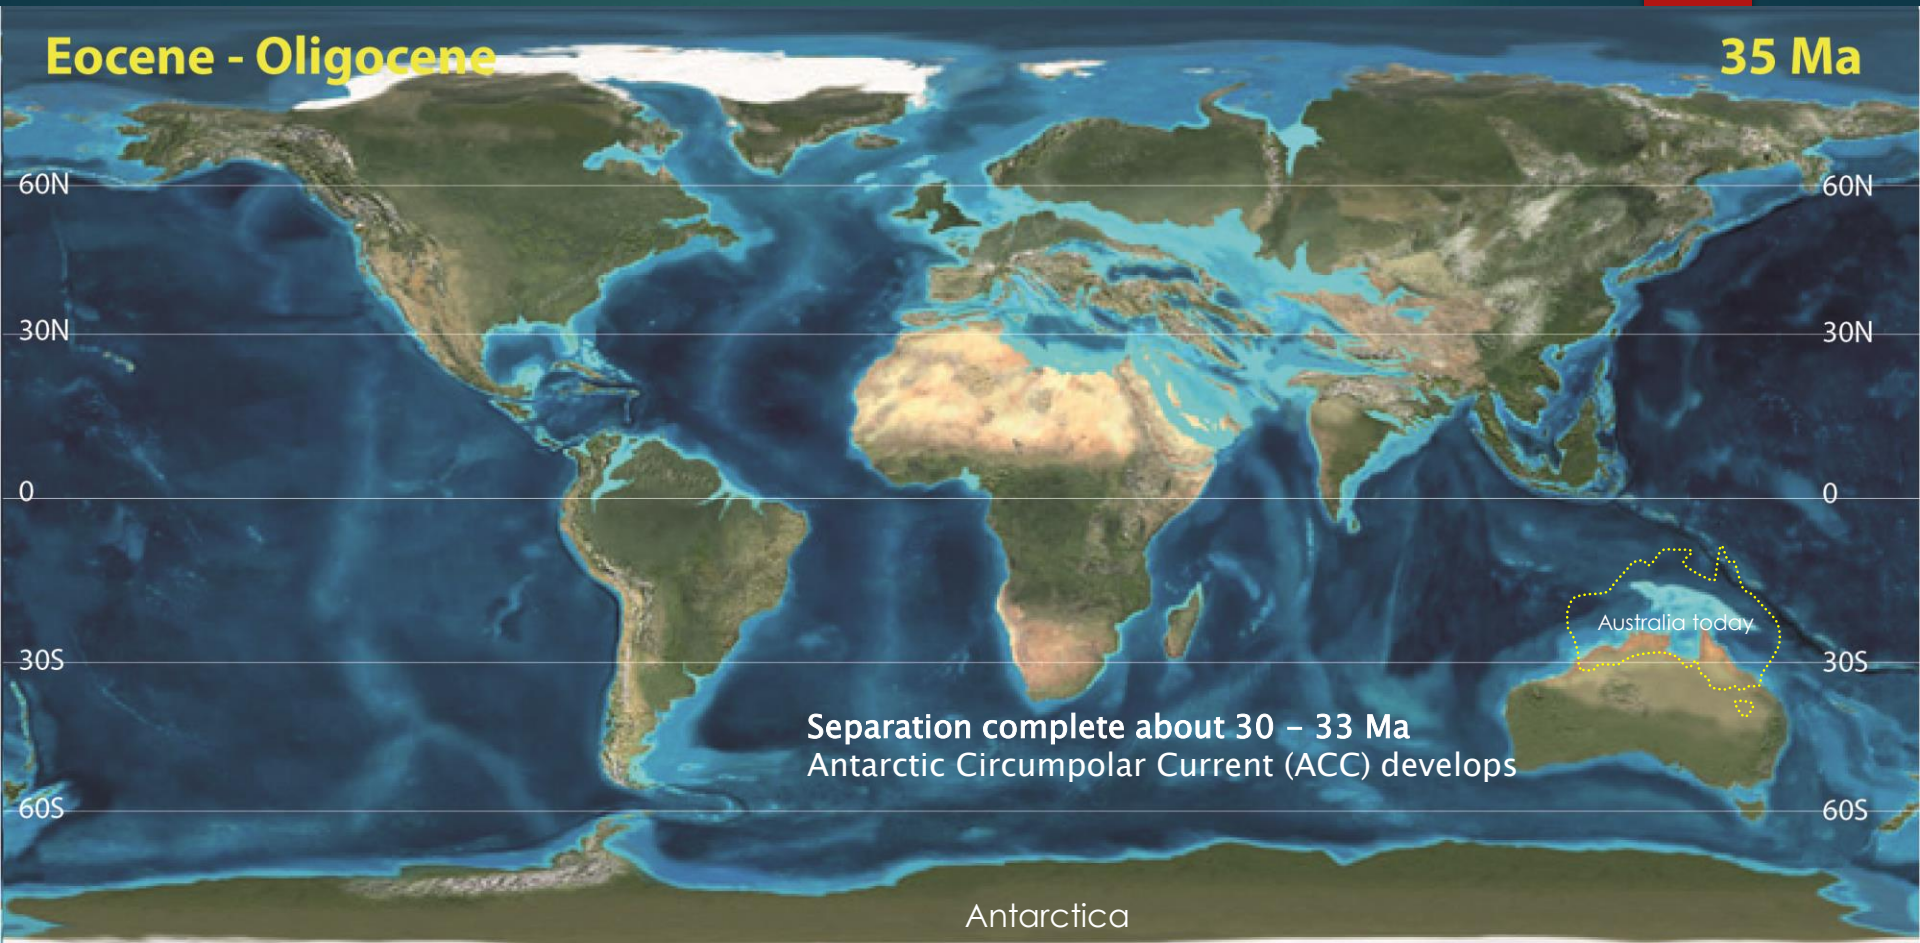 Eocene - Oligocene
35 Ma
60N
60N
30N
30N
0
0
Australia today
30S
30S
Separation complete about 30 – 33 Ma
Antarctic Circumpolar Current (ACC) develops
60S
60S
Antarctica